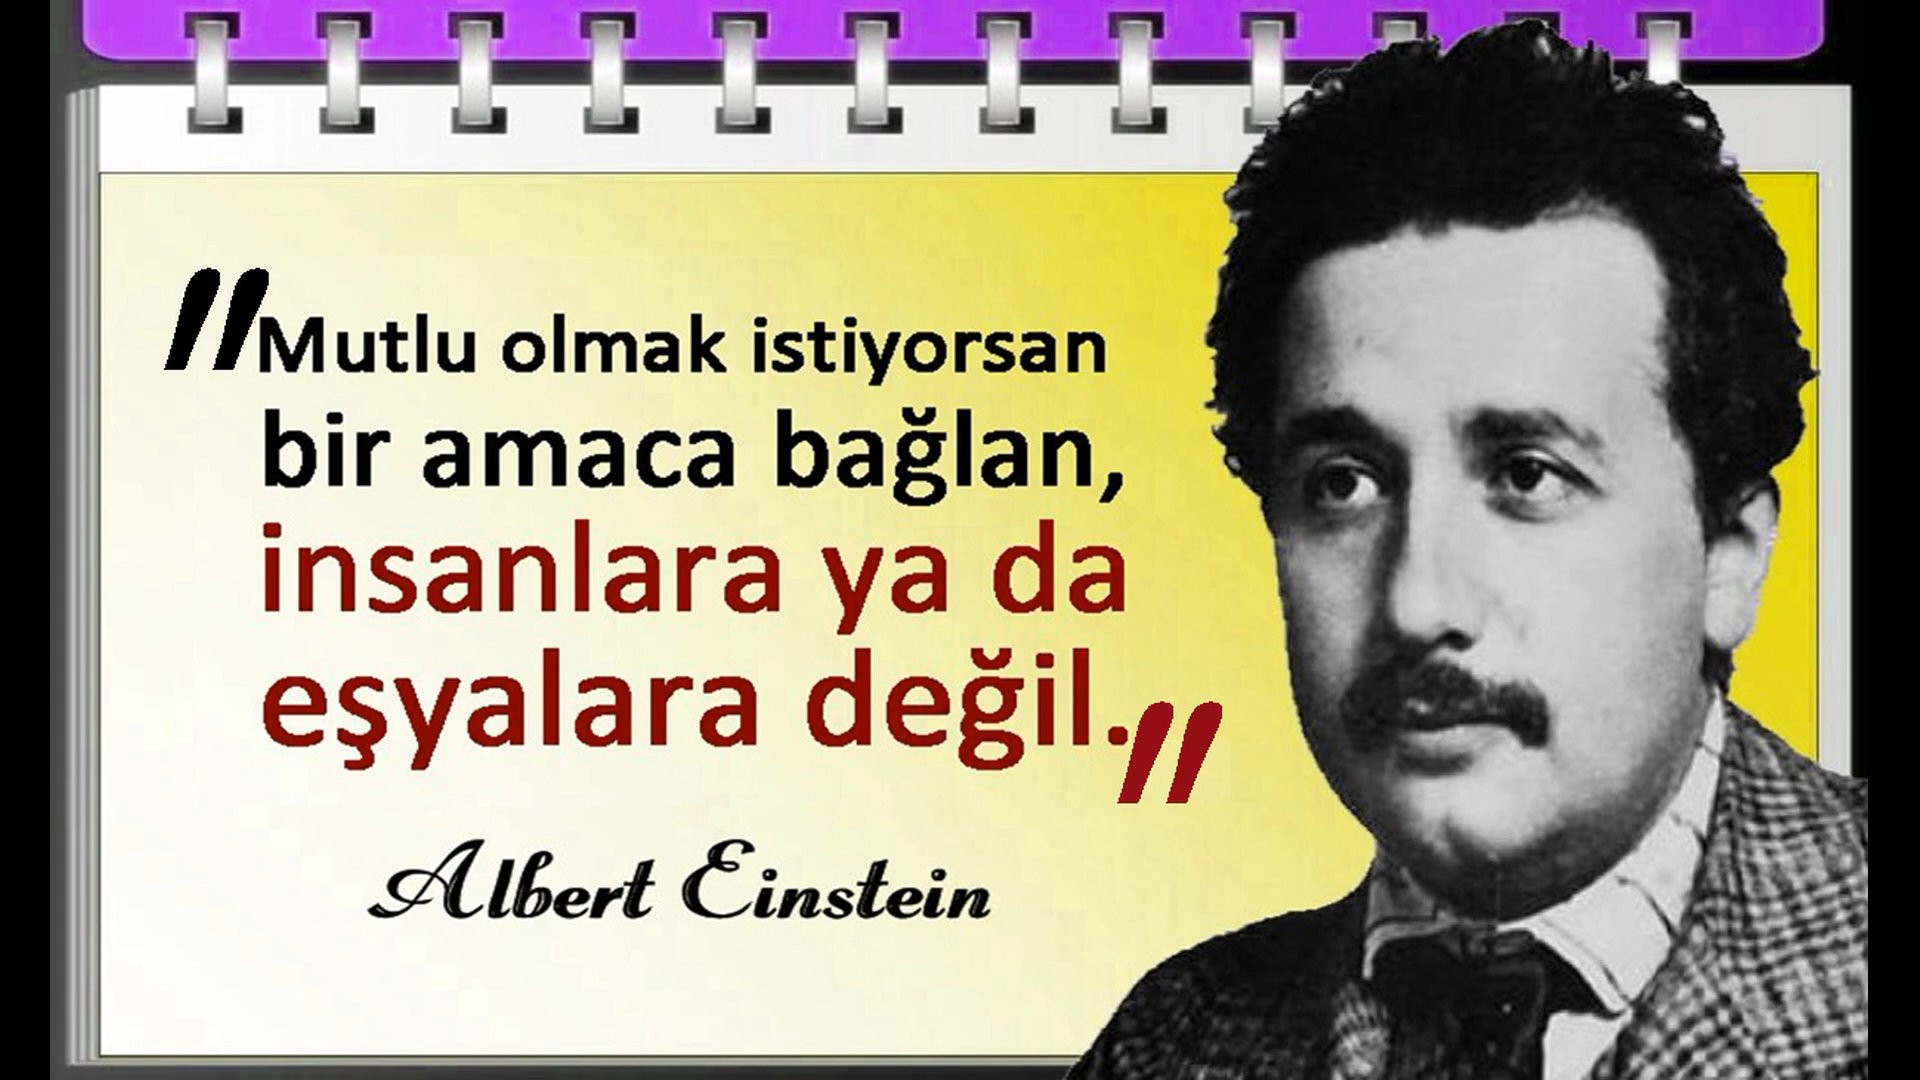 "Mutlu olmak istiyorsan
bir amaca bağlan,
insanlara ya da
eşyalara değil."
Albert Einstein